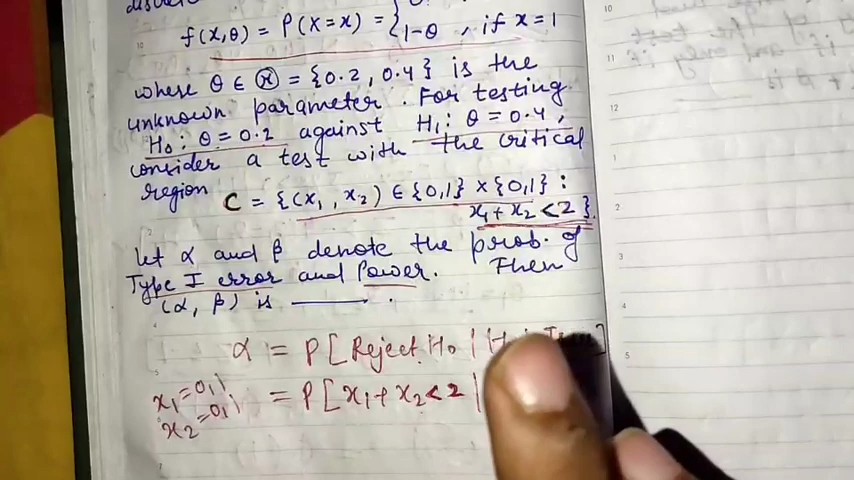 f(x,θ) = P(X=x) = {
1-θ , if x=1
where θ ∈ Ⓗ = {0.2, 0.4} is the
unknown parameter. For testing
H₀: θ = 0.2 against H₁: θ = 0.4,
consider a test with the critical
region
C = {(x₁, x₂) ∈ {0,1} × {0,1} :
x₁+x₂ < 2}.
let α and β denote the prob. of
Type I error and Power. Then
(α, β) is ———.
α = P[Reject H₀ |
x₁=0,1
x₂=0,1
= P[x₁+x₂<2 |